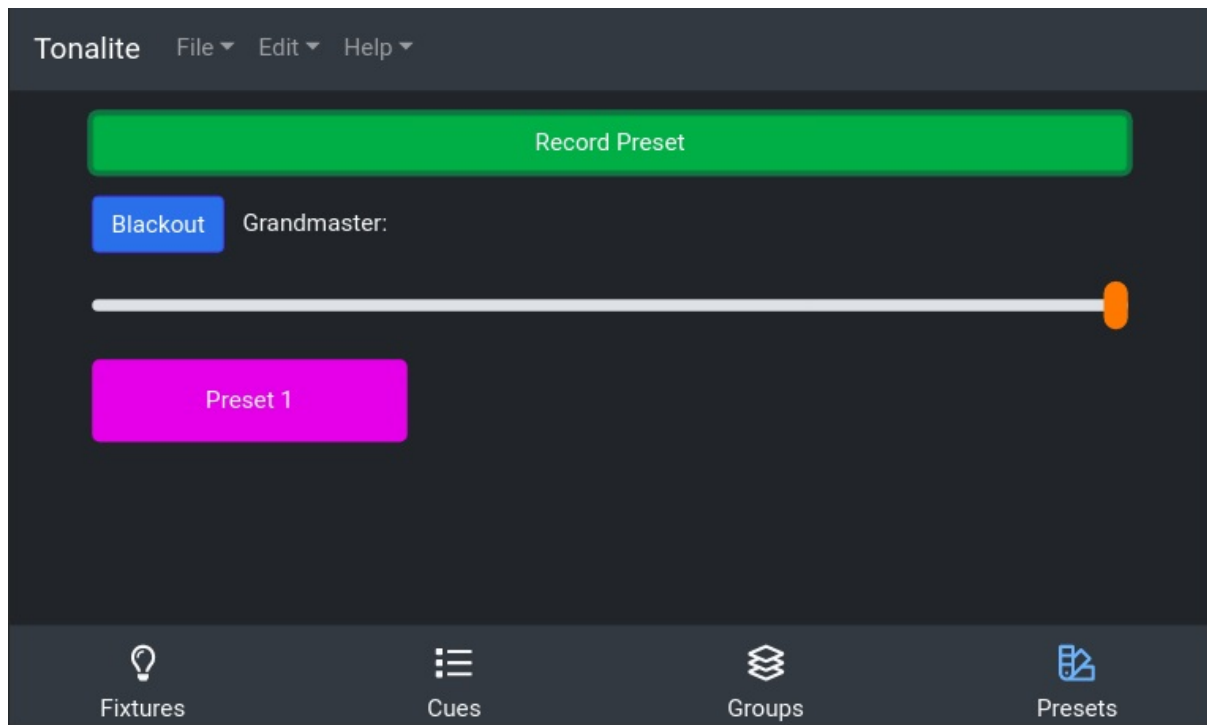 Tonalite File Edit Help
Record Preset
Blackout Grandmaster:
Preset 1
Fixtures Cues Groups Presets